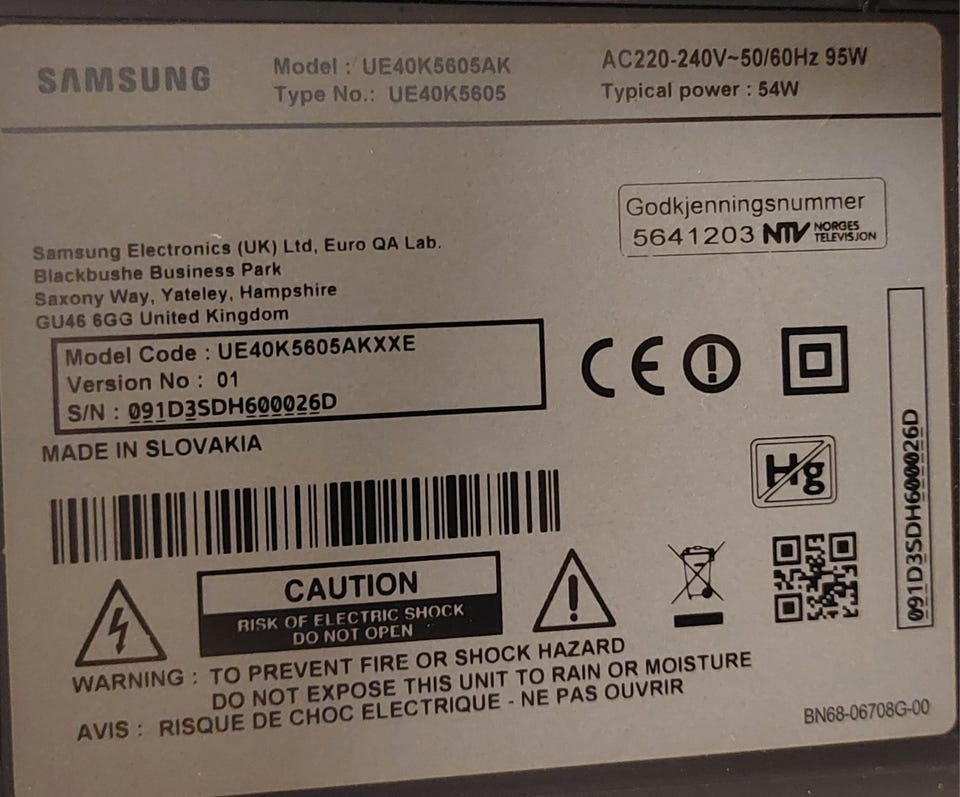 SAMSUNG
Model : UE40K5605AK
Type No.: UE40K5605
AC220-240V~50/60Hz 95W
Typical power : 54W
Godkjenningsnummer
5641203 NTV NORGES TELEVISJON
Samsung Electronics (UK) Ltd, Euro QA Lab.
Blackbushe Business Park
Saxony Way, Yateley, Hampshire
GU46 6GG United Kingdom
Model Code : UE40K5605AKXXE
Version No : 01
S/N : 091D3SDH600026D
CE
MADE IN SLOVAKIA
Hg
091D3SDH600026D
CAUTION
RISK OF ELECTRIC SHOCK
DO NOT OPEN
WARNING : TO PREVENT FIRE OR SHOCK HAZARD
DO NOT EXPOSE THIS UNIT TO RAIN OR MOISTURE
AVIS : RISQUE DE CHOC ELECTRIQUE - NE PAS OUVRIR
BN68-06708G-00